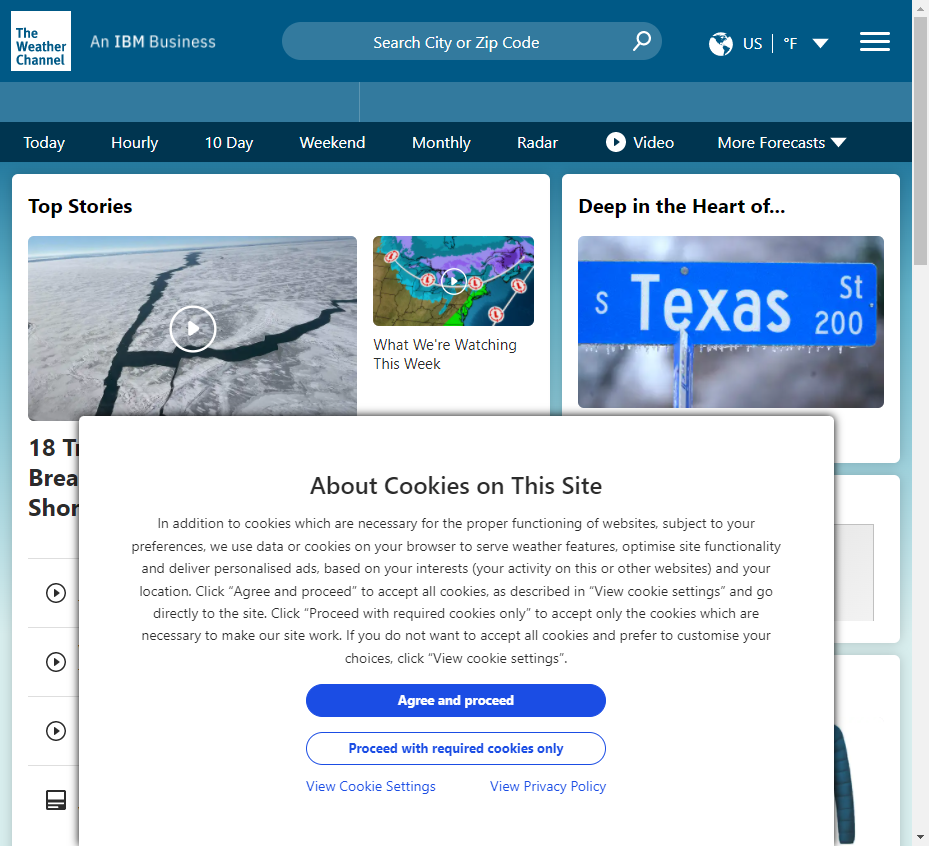 The
Weather
Channel
An IBM Business
Search City or Zip Code
US
°F
Today
Hourly
10 Day
Weekend
Monthly
Radar
Video
More Forecasts
Top Stories
What We're Watching
This Week
Deep in the Heart of...
S Texas St
200
18 T
Brea
Shor
About Cookies on This Site
In addition to cookies which are necessary for the proper functioning of websites, subject to your
preferences, we use data or cookies on your browser to serve weather features, optimise site functionality
and deliver personalised ads, based on your interests (your activity on this or other websites) and your
location. Click “Agree and proceed” to accept all cookies, as described in “View cookie settings” and go
directly to the site. Click “Proceed with required cookies only” to accept only the cookies which are
necessary to make our site work. If you do not want to accept all cookies and prefer to customise your
choices, click “View cookie settings”.
Agree and proceed
Proceed with required cookies only
View Cookie Settings
View Privacy Policy